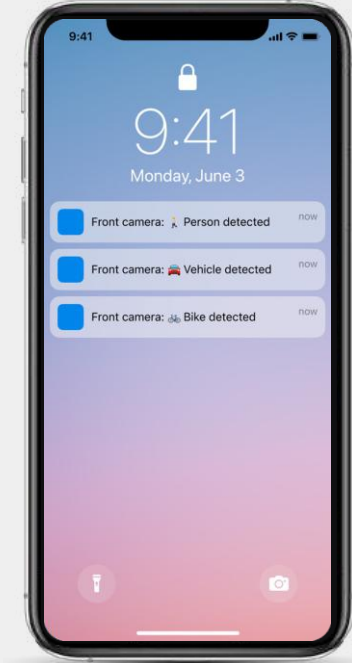 9:41
9:41
Monday, June 3
Front camera: 🚶 Person detected now
Front camera: 🚘 Vehicle detected now
Front camera: 🚲 Bike detected now